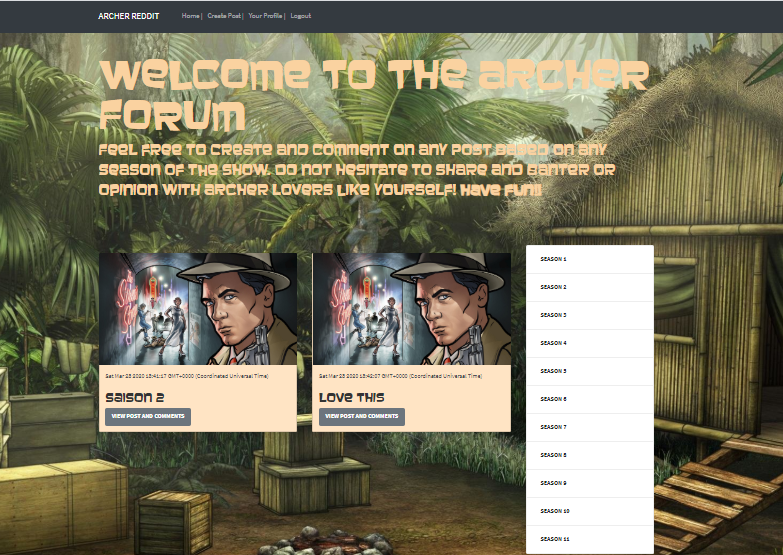 ARCHER REDDIT
Home | Create Post | Your Profile | Logout
WELCOME TO THE ARCHER
FORUM
FEEL FREE TO CREATE AND COMMENT ON ANY POST BASED ON ANY
SEASON OF THE SHOW. DO NOT HESITATE TO SHARE AND BANTER OR
OPINION WITH ARCHER LOVERS LIKE YOURSELF! HAVE FUN!!
Sat Mar 28 2020 13:41:17 GMT+0000 (Coordinated Universal Time)
SAISON 2
VIEW POST AND COMMENTS
Sat Mar 28 2020 13:42:07 GMT+0000 (Coordinated Universal Time)
LOVE THIS
VIEW POST AND COMMENTS
SEASON 1
SEASON 2
SEASON 3
SEASON 4
SEASON 5
SEASON 6
SEASON 7
SEASON 8
SEASON 9
SEASON 10
SEASON 11